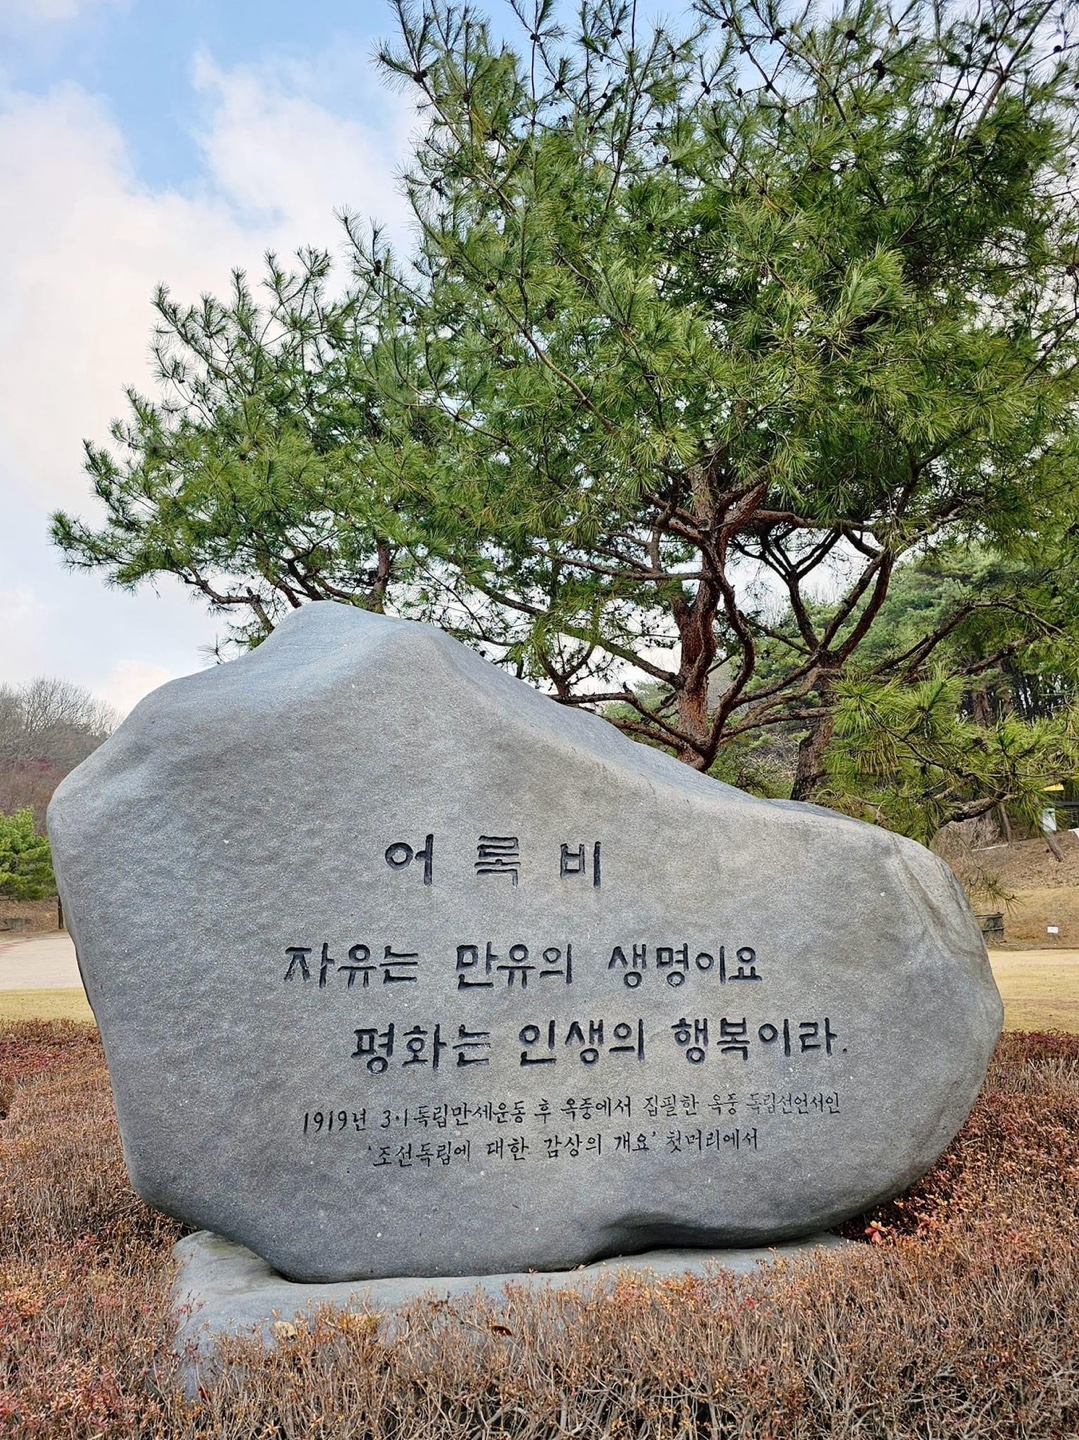 어록비
자유는 만유의 생명이요
평화는 인생의 행복이라.
1919년 3·1독립만세운동 후 옥중에서 집필한 옥중 독립선언서인
'조선독립에 대한 감상의 개요' 첫머리에서